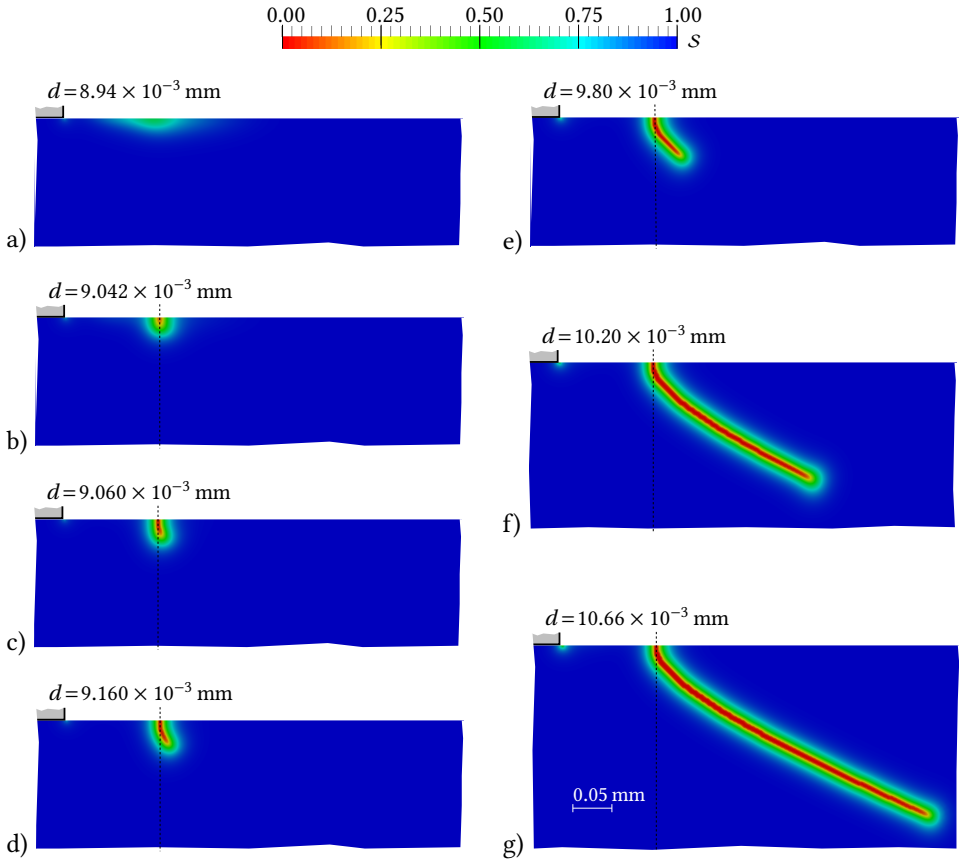 0.00 0.25 0.50 0.75 1.00
s
d = 8.94 × 10⁻³ mm
a)
d = 9.042 × 10⁻³ mm
b)
d = 9.060 × 10⁻³ mm
c)
d = 9.160 × 10⁻³ mm
d)
d = 9.80 × 10⁻³ mm
e)
d = 10.20 × 10⁻³ mm
f)
d = 10.66 × 10⁻³ mm
0.05 mm
g)